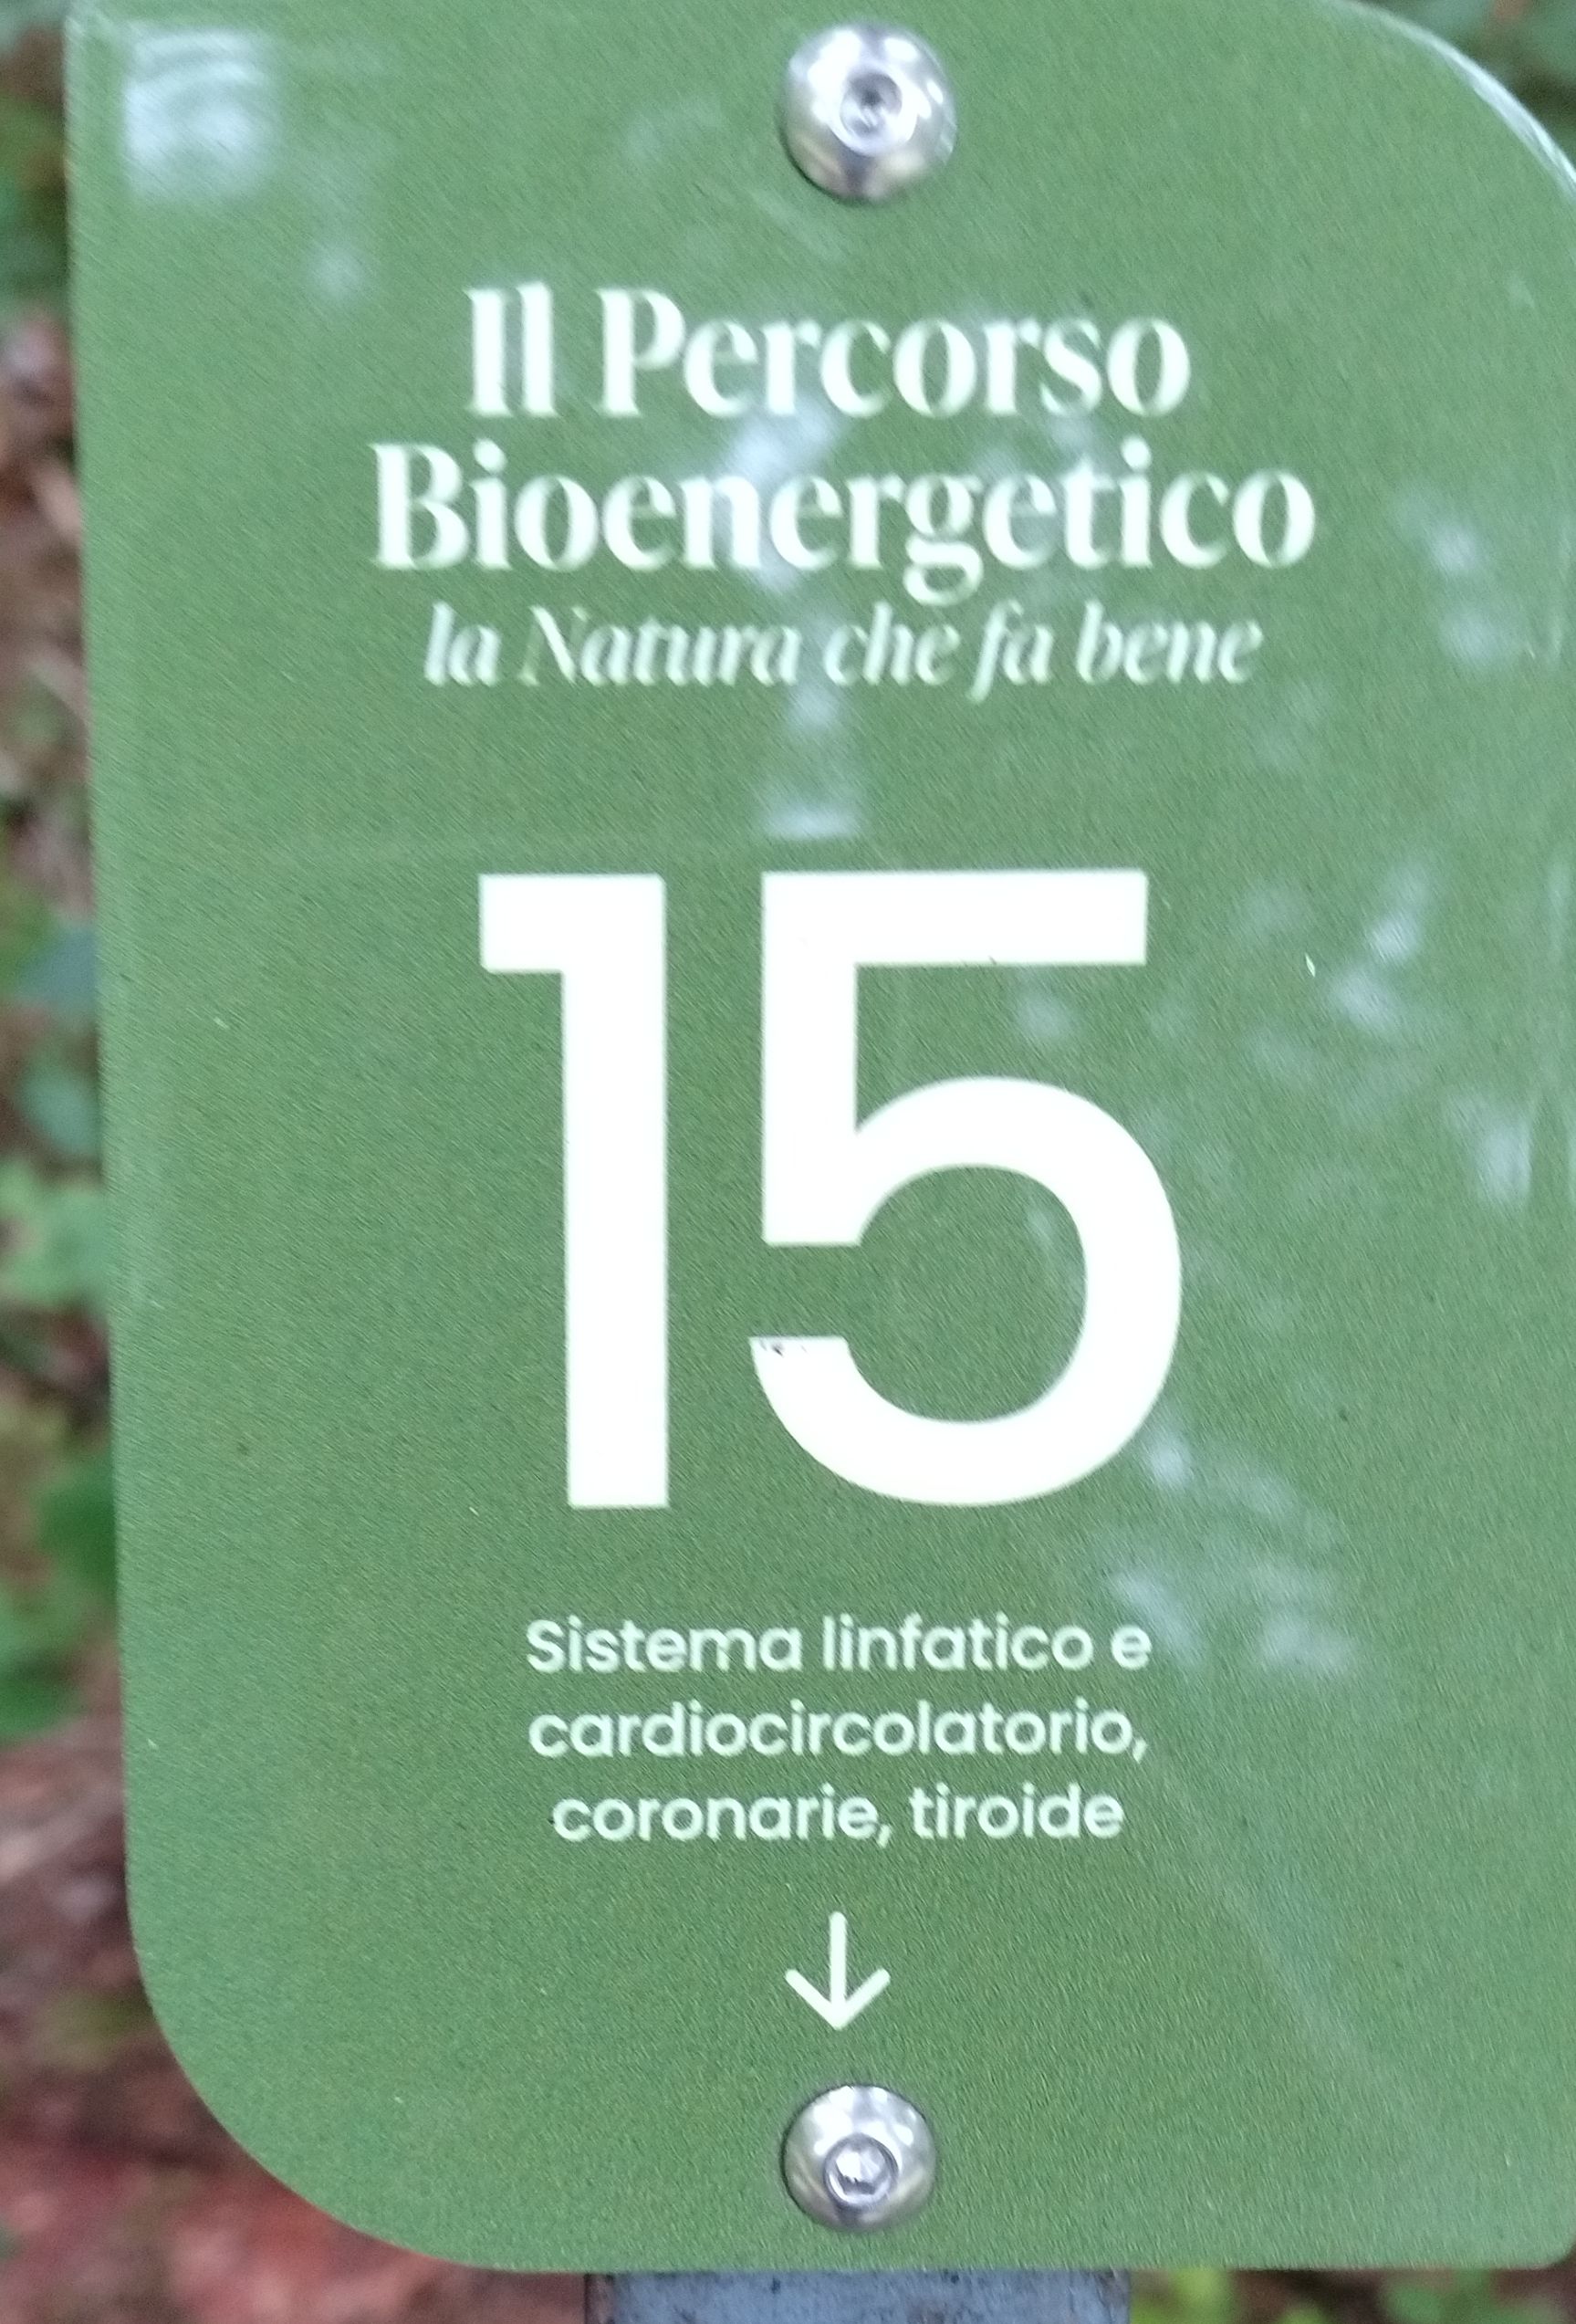 Il Percorso
Bioenergetico
la Natura che fa bene
15
Sistema linfatico e
cardiocircolatorio,
coronarie, tiroide
↓